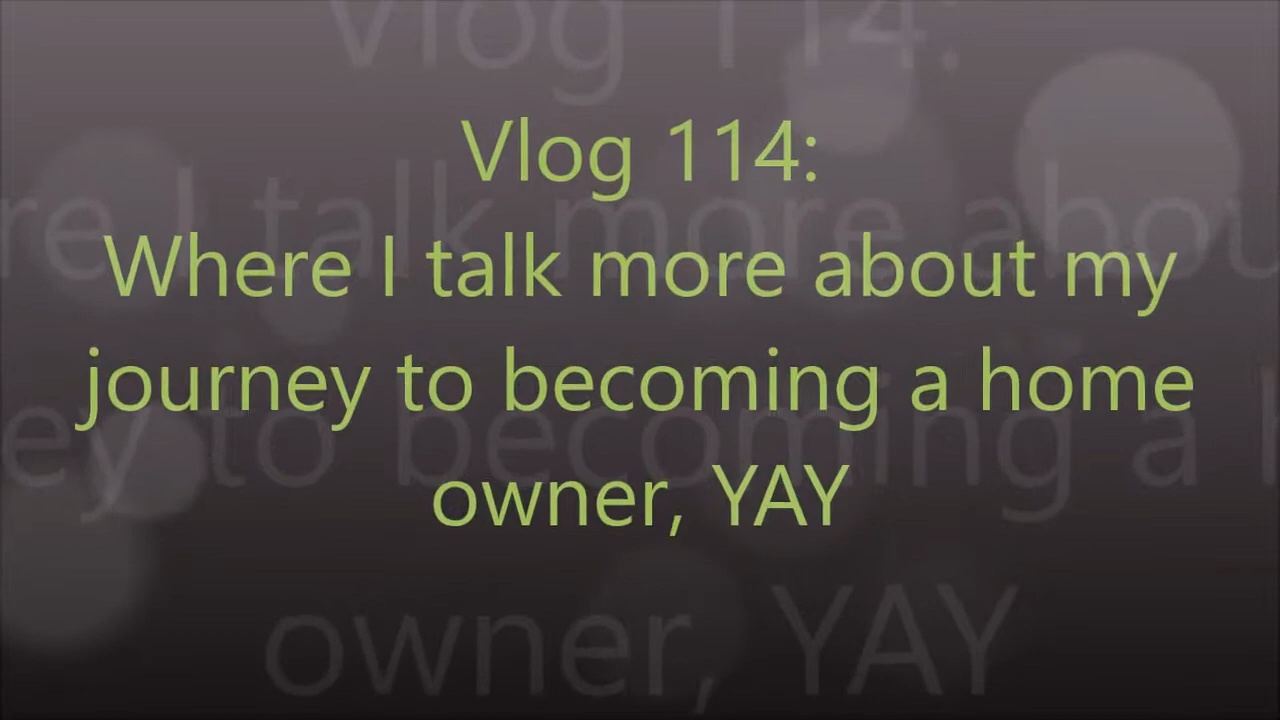 Vlog 114:
Where I talk more about my
journey to becoming a home
owner, YAY